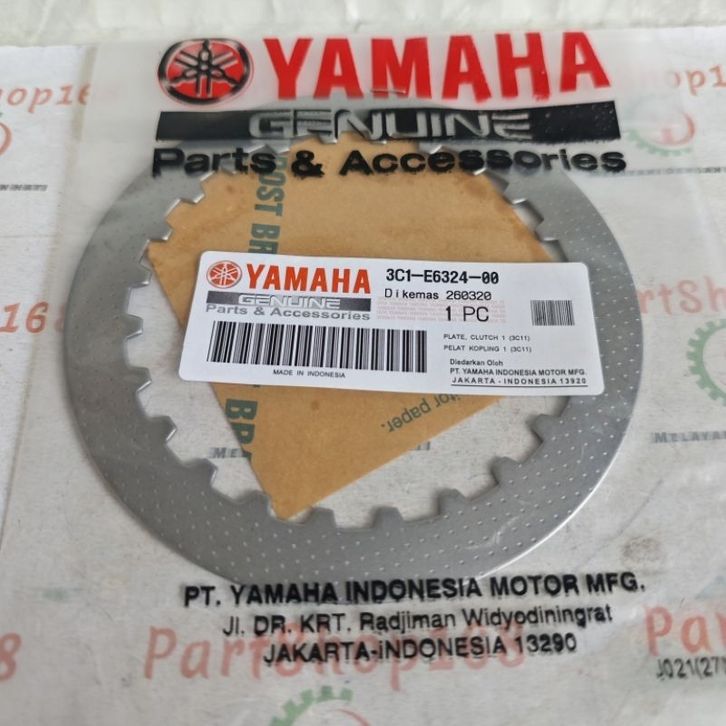 YAMAHA
GENUINE
Parts & Accessories
YAMAHA
GENUINE
Parts & Accessories
MADE IN INDONESIA
3C1-E6324-00
Dikemas 260320
1 PC
PLATE, CLUTCH 1 (3C11)
PELAT KOPLING 1 (3C11)
Diedarkan Oleh
PT. YAMAHA INDONESIA MOTOR MFG.
JAKARTA - INDONESIA 13920
PT. YAMAHA INDONESIA MOTOR MFG.
Jl. DR. KRT. Radjiman Widyodiningrat
JAKARTA-iNDONESIA 13290
PartShop168